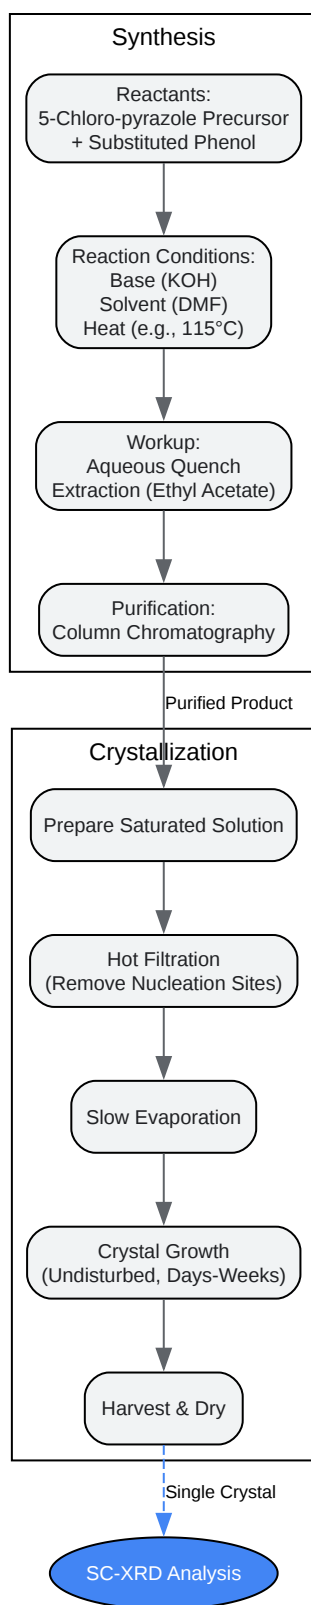 Synthesis
Reactants:
5-Chloro-pyrazole Precursor
+ Substituted Phenol
Reaction Conditions:
Base (KOH)
Solvent (DMF)
Heat (e.g., 115°C)
Workup:
Aqueous Quench
Extraction (Ethyl Acetate)
Purification:
Column Chromatography
Purified Product
Crystallization
Prepare Saturated Solution
Hot Filtration
(Remove Nucleation Sites)
Slow Evaporation
Crystal Growth
(Undisturbed, Days-Weeks)
Harvest & Dry
Single Crystal
SC-XRD Analysis